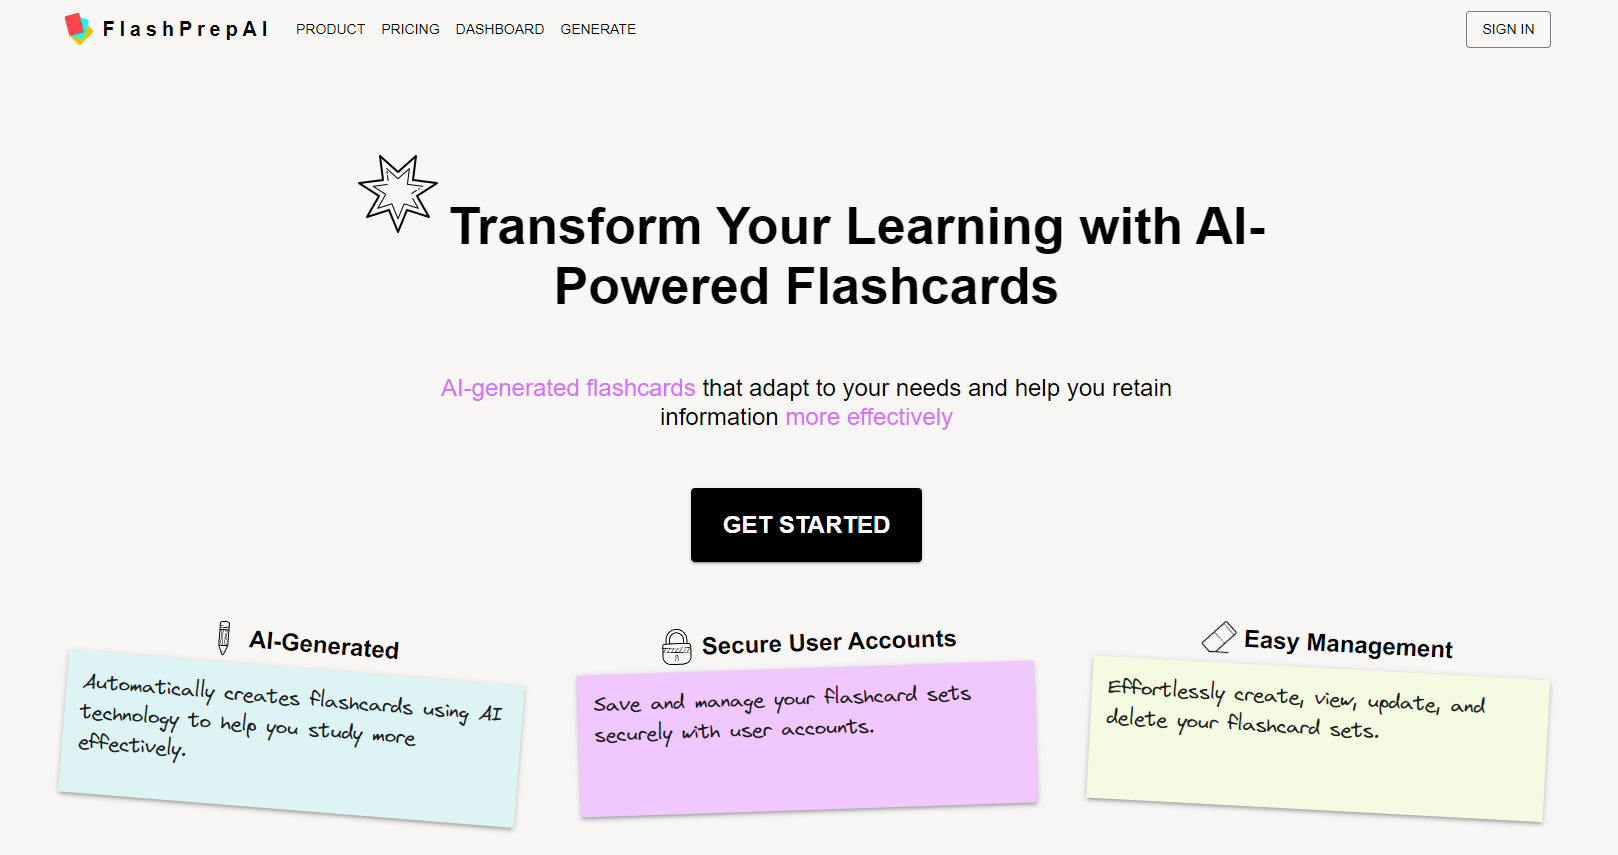 FlashPrepAI PRODUCT PRICING DASHBOARD GENERATE SIGN IN
Transform Your Learning with AI-
Powered Flashcards
AI-generated flashcards that adapt to your needs and help you retain
information more effectively
GET STARTED
AI-Generated
Automatically creates flashcards using AI
technology to help you study more
effectively.
Secure User Accounts
Save and manage your flashcard sets
securely with user accounts.
Easy Management
Effortlessly create, view, update, and
delete your flashcard sets.